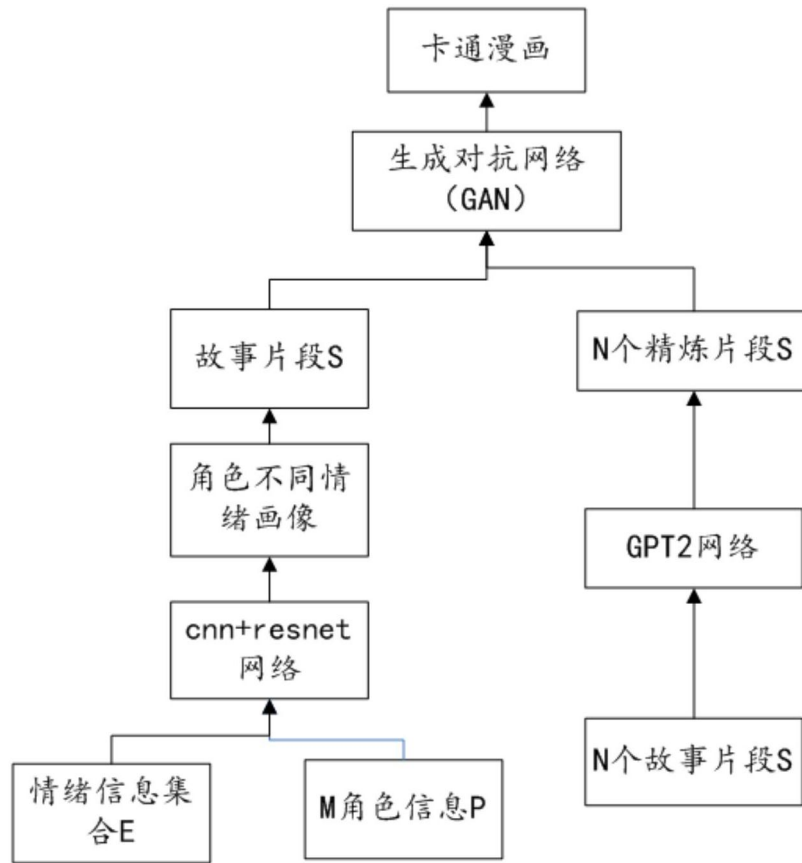 卡通漫画
生成对抗网络
（GAN）
故事片段S
N个精炼片段S
角色不同情
绪画像
GPT2网络
cnn+resnet
网络
情绪信息集
合E
M角色信息P
N个故事片段S